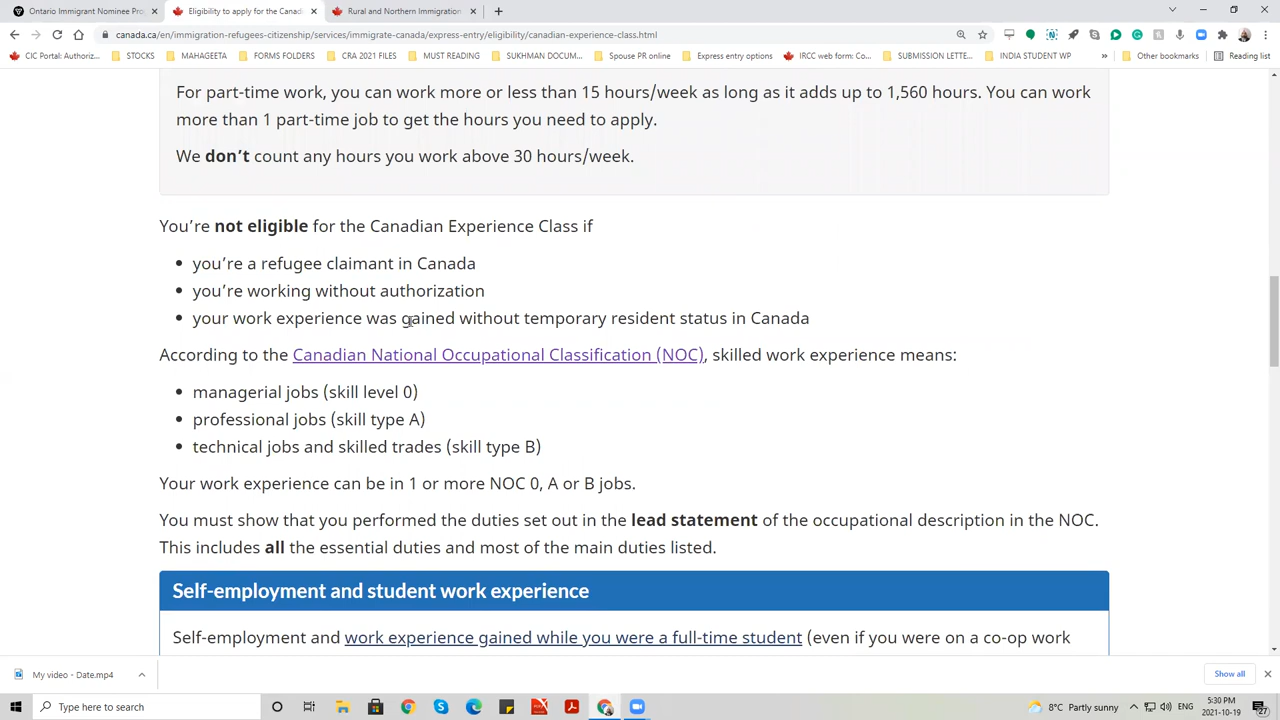 Ontario Immigrant Nominee Pro
Eligibility to apply for the Canadi
Rural and Northern Immigration
canada.ca/en/immigration-refugees-citizenship/services/immigrate-canada/express-entry/eligibility/canadian-experience-class.html
CIC Portal: Authoriz... STOCKS MAHAGEETA FORMS FOLDERS CRA 2021 FILES MUST READING SUKHMAN DOCUM... Spouse PR online Express entry options IRCC web form: Co... SUBMISSION LETTE... INDIA STUDENT WP » Other bookmarks Reading list
For part-time work, you can work more or less than 15 hours/week as long as it adds up to 1,560 hours. You can work
more than 1 part-time job to get the hours you need to apply.
We don't count any hours you work above 30 hours/week.
You're not eligible for the Canadian Experience Class if
• you're a refugee claimant in Canada
• you're working without authorization
• your work experience was gained without temporary resident status in Canada
According to the Canadian National Occupational Classification (NOC), skilled work experience means:
• managerial jobs (skill level 0)
• professional jobs (skill type A)
• technical jobs and skilled trades (skill type B)
Your work experience can be in 1 or more NOC 0, A or B jobs.
You must show that you performed the duties set out in the lead statement of the occupational description in the NOC.
This includes all the essential duties and most of the main duties listed.
Self-employment and student work experience
Self-employment and work experience gained while you were a full-time student (even if you were on a co-op work
My video - Date.mp4
Show all
Type here to search
8°C Partly sunny
ENG
5:30 PM
2021-10-19
27